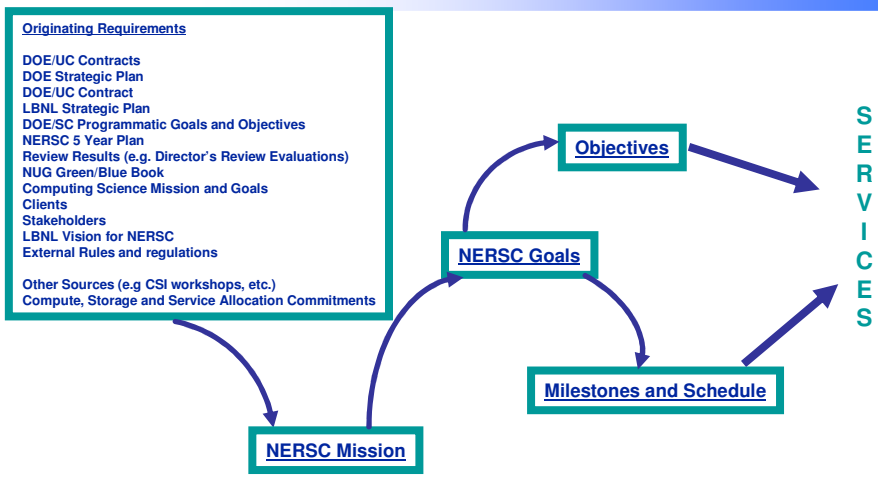 Originating Requirements
DOE/UC Contracts
DOE Strategic Plan
DOE/UC Contract
LBNL Strategic Plan
DOE/SC Programmatic Goals and Objectives
NERSC 5 Year Plan
Review Results (e.g. Director's Review Evaluations)
NUG Green/Blue Book
Computing Science Mission and Goals
Clients
Stakeholders
LBNL Vision for NERSC
External Rules and regulations
Other Sources (e.g CSI workshops, etc.)
Compute, Storage and Service Allocation Commitments
NERSC Mission
NERSC Goals
Objectives
Milestones and Schedule
SERVICES